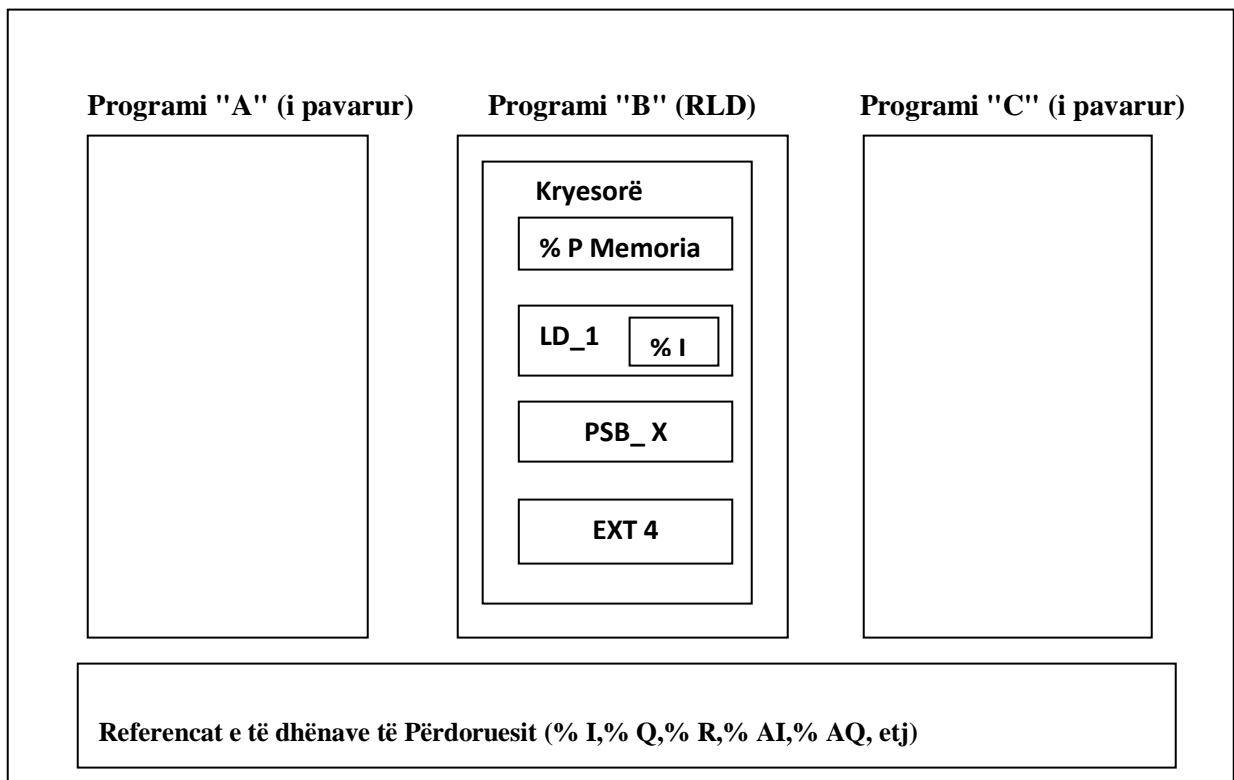 Programi "A" (i pavarur)
Programi "B" (RLD)
Programi "C" (i pavarur)
Kryesorë
% P Memoria
LD_1
% I
PSB_ X
EXT 4
Referencat e të dhënave të Përdoruesit (% I,% Q,% R,% AI,% AQ, etj)